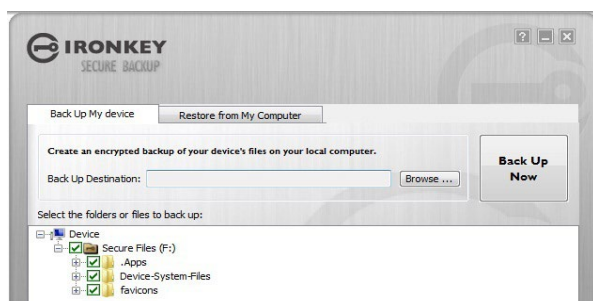 IRONKEY
SECURE BACKUP
?
Back Up My device
Restore from My Computer
Create an encrypted backup of your device's files on your local computer.
Back Up Destination:
Browse ...
Back Up
Now
Select the folders or files to back up:
Device
Secure Files (F:)
.Apps
Device-System-Files
favicons